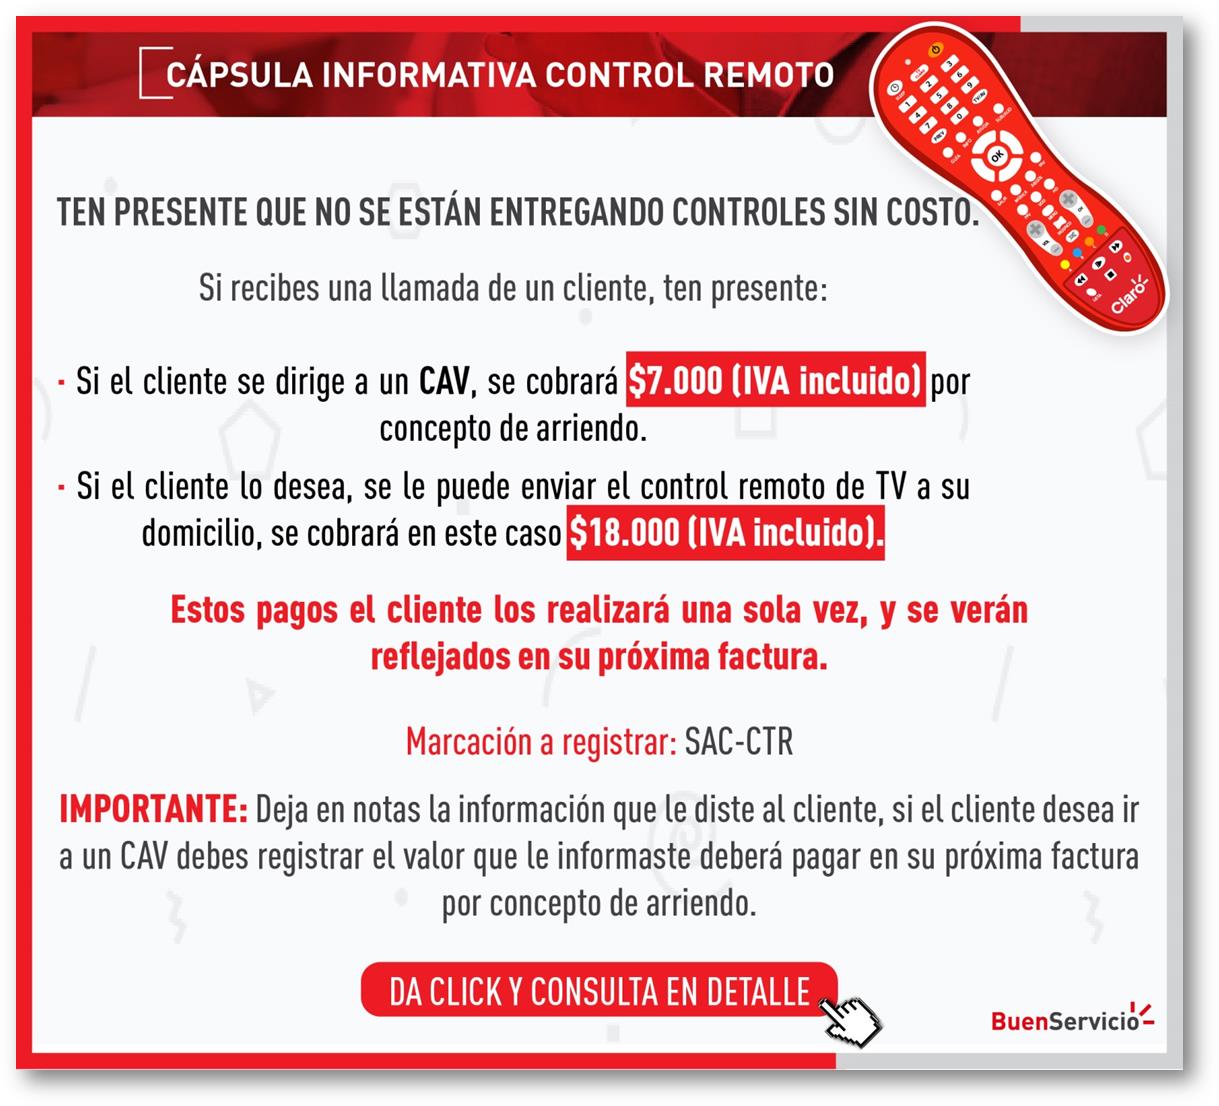 CÁPSULA INFORMATIVA CONTROL REMOTO
TEN PRESENTE QUE NO SE ESTÁN ENTREGANDO CONTROLES SIN COSTO.
Si recibes una llamada de un cliente, ten presente:
· Si el cliente se dirige a un CAV, se cobrará $7.000 (IVA incluido) por
concepto de arriendo.
· Si el cliente lo desea, se le puede enviar el control remoto de TV a su
domicilio, se cobrará en este caso $18.000 (IVA incluido).
Estos pagos el cliente los realizará una sola vez, y se verán
reflejados en su próxima factura.
Marcación a registrar: SAC-CTR
IMPORTANTE: Deja en notas la información que le diste al cliente, si el cliente desea ir
a un CAV debes registrar el valor que le informaste deberá pagar en su próxima factura
por concepto de arriendo.
DA CLICK Y CONSULTA EN DETALLE
BuenServicio
OK
Claro